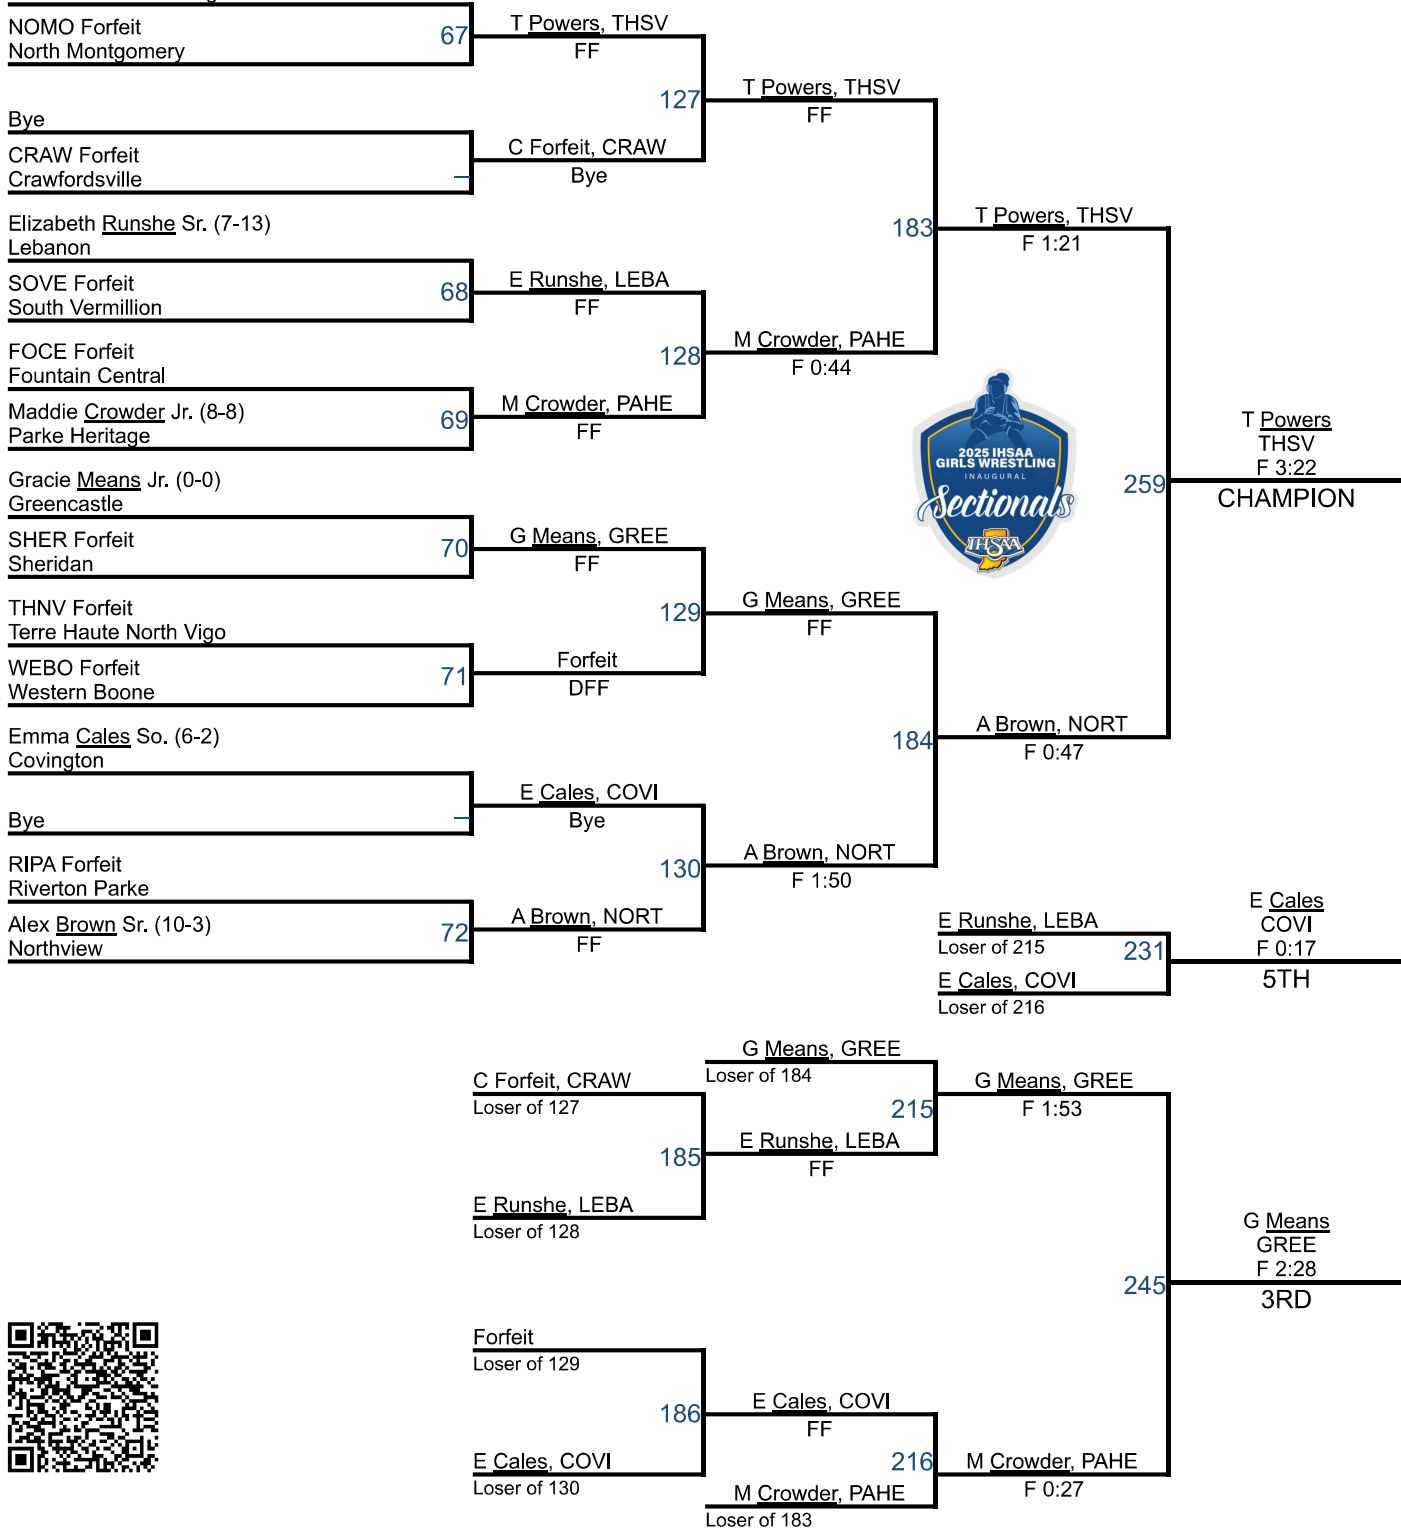 NOMO Forfeit
North Montgomery
67
T Powers, THSV
FF
Bye
CRAW Forfeit
Crawfordsville
C Forfeit, CRAW
Bye
127
T Powers, THSV
FF
Elizabeth Runshe Sr. (7-13)
Lebanon
SOVE Forfeit
South Vermillion
68
E Runshe, LEBA
FF
FOCE Forfeit
Fountain Central
Maddie Crowder Jr. (8-8)
Parke Heritage
69
M Crowder, PAHE
FF
128
M Crowder, PAHE
F 0:44
183
T Powers, THSV
F 1:21
Gracie Means Jr. (0-0)
Greencastle
SHER Forfeit
Sheridan
70
G Means, GREE
FF
THNV Forfeit
Terre Haute North Vigo
WEBO Forfeit
Western Boone
71
Forfeit
DFF
129
G Means, GREE
FF
Emma Cales So. (6-2)
Covington
Bye
E Cales, COVI
Bye
RIPA Forfeit
Riverton Parke
Alex Brown Sr. (10-3)
Northview
72
A Brown, NORT
FF
130
A Brown, NORT
F 1:50
184
A Brown, NORT
F 0:47
2025 IHSAA
GIRLS WRESTLING
INAUGURAL
Sectionals
IHSAA
259
T Powers
THSV
F 3:22
CHAMPION
E Runshe, LEBA
Loser of 215
E Cales, COVI
Loser of 216
231
E Cales
COVI
F 0:17
5TH
C Forfeit, CRAW
Loser of 127
E Runshe, LEBA
Loser of 128
185
G Means, GREE
Loser of 184
E Runshe, LEBA
FF
215
G Means, GREE
F 1:53
Forfeit
Loser of 129
E Cales, COVI
Loser of 130
186
E Cales, COVI
FF
M Crowder, PAHE
Loser of 183
216
M Crowder, PAHE
F 0:27
245
G Means
GREE
F 2:28
3RD